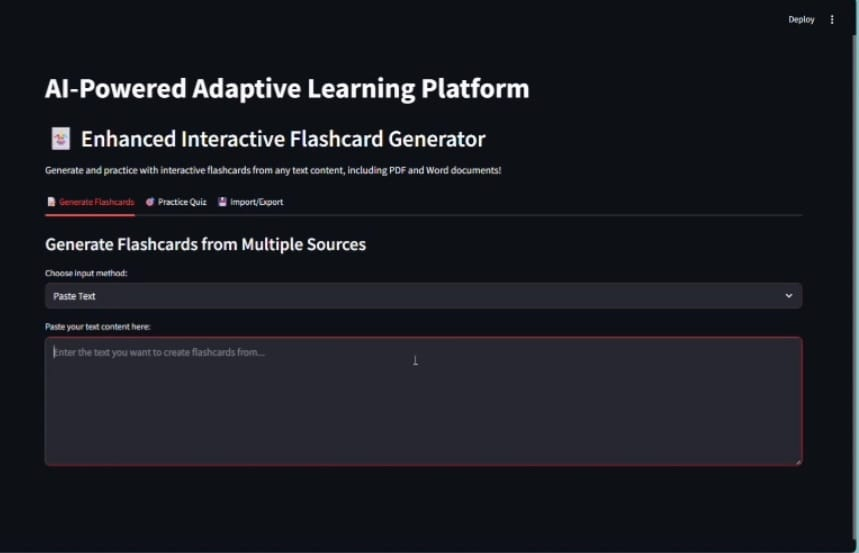 Deploy
AI-Powered Adaptive Learning Platform
Enhanced Interactive Flashcard Generator
Generate and practice with interactive flashcards from any text content, including PDF and Word documents!
Generate Flashcards Practice Quiz Import/Export
Generate Flashcards from Multiple Sources
Choose input method:
Paste Text
Paste your text content here:
Enter the text you want to create flashcards from...